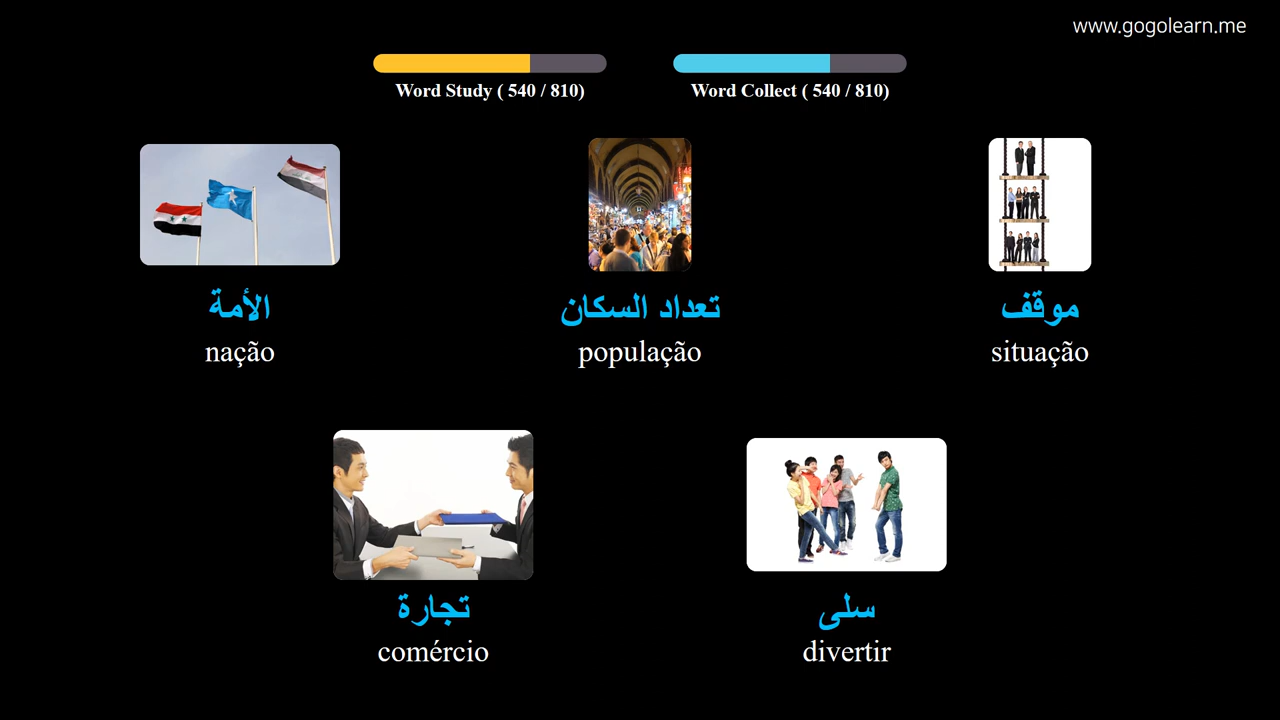 www.gogolearn.me
Word Study ( 540 / 810)
Word Collect ( 540 / 810)
الأمة
nação
تعداد السكان
população
موقف
situação
تجارة
comércio
سلى
divertir